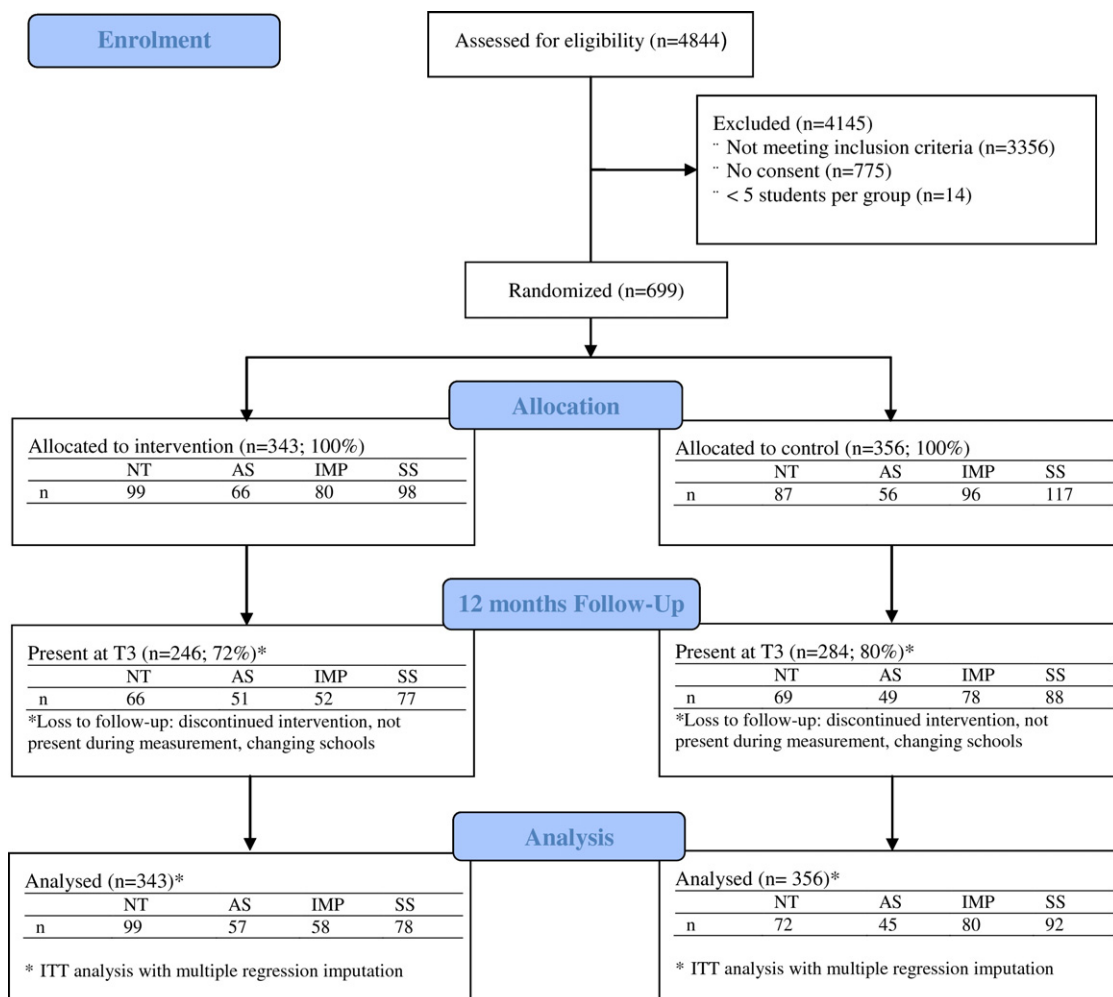 Enrolment
Assessed for eligibility (n=4844)
Excluded (n=4145)
¨ Not meeting inclusion criteria (n=3356)
¨ No consent (n=775)
¨ < 5 students per group (n=14)
Randomized (n=699)
Allocation
Allocated to intervention (n=343; 100%)
NT AS IMP SS
n 99 66 80 98
Allocated to control (n=356; 100%)
NT AS IMP SS
n 87 56 96 117
12 months Follow-Up
Present at T3 (n=246; 72%)*
NT AS IMP SS
n 66 51 52 77
*Loss to follow-up: discontinued intervention, not
present during measurement, changing schools
Present at T3 (n=284; 80%)*
NT AS IMP SS
n 69 49 78 88
*Loss to follow-up: discontinued intervention, not
present during measurement, changing schools
Analysis
Analysed (n=343)*
NT AS IMP SS
n 99 57 58 78
* ITT analysis with multiple regression imputation
Analysed (n= 356)*
NT AS IMP SS
n 72 45 80 92
* ITT analysis with multiple regression imputation